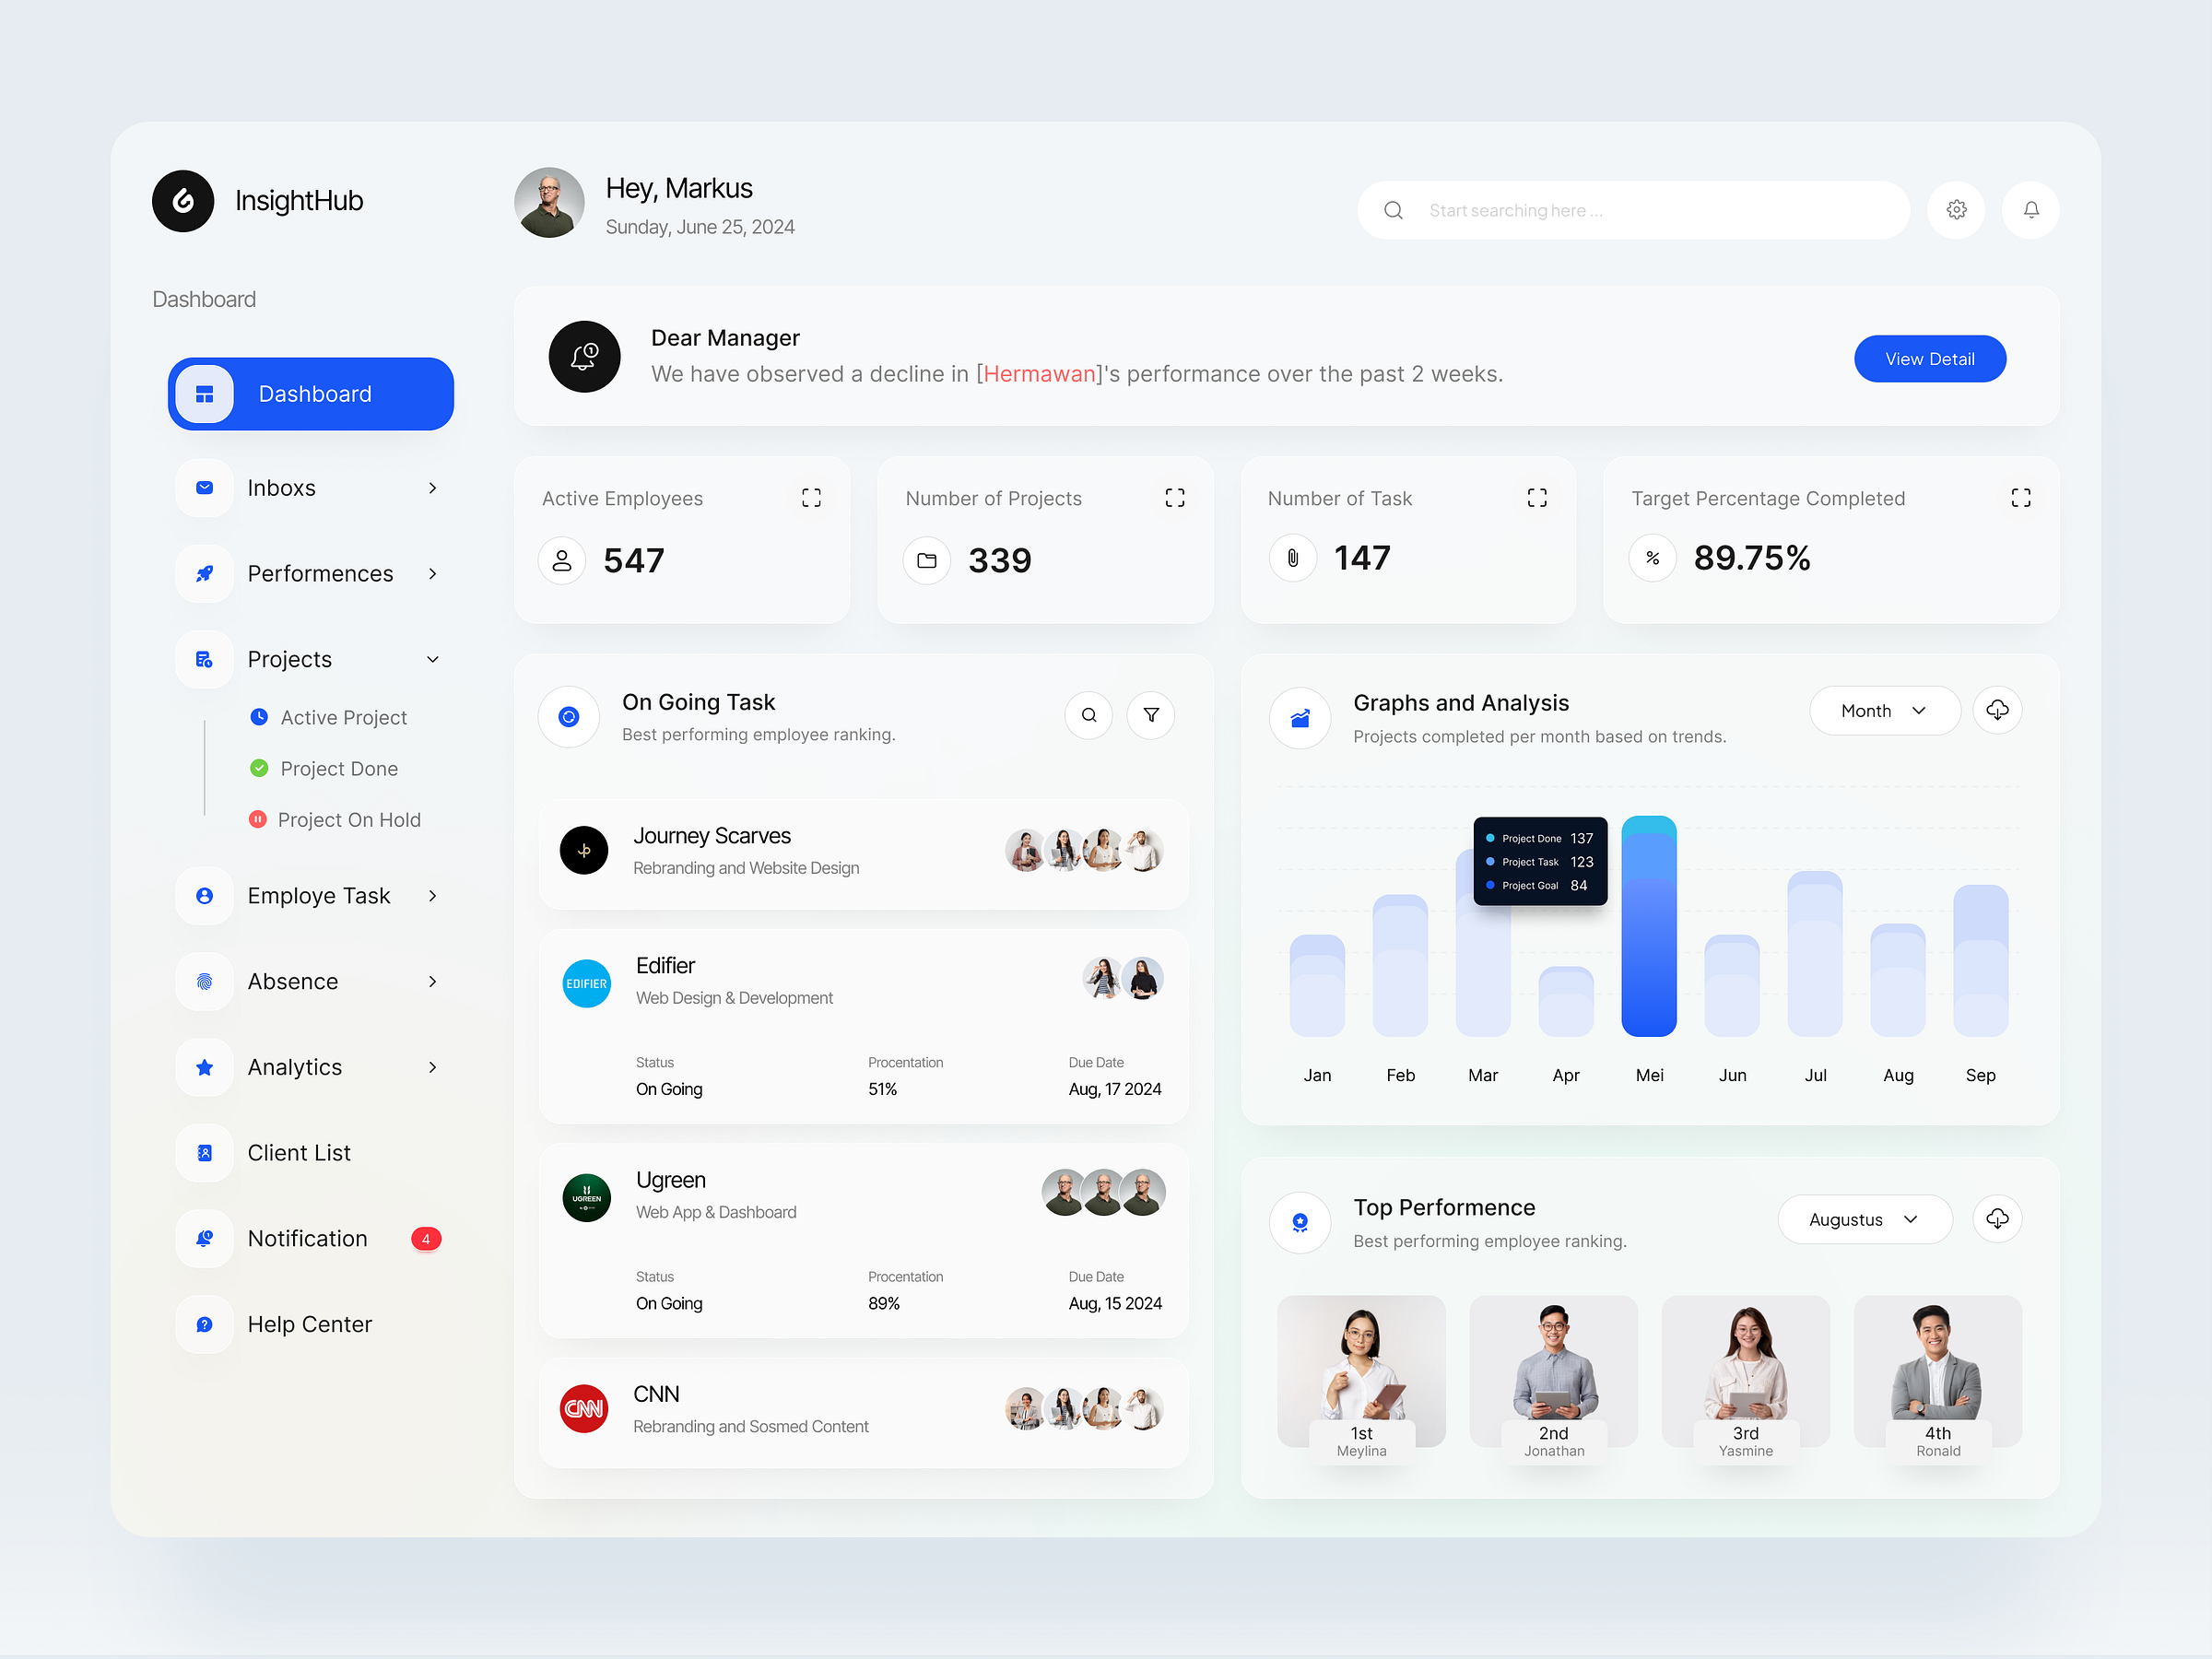 InsightHub
Hey, Markus
Sunday, June 25, 2024
Start searching here ...
Dashboard
Dashboard
Inboxs
Performences
Projects
Active Project
Project Done
Project On Hold
Employe Task
Absence
Analytics
Client List
Notification
4
Help Center
1
Dear Manager
We have observed a decline in [Hermawan]'s performance over the past 2 weeks.
View Detail
Active Employees
547
Number of Projects
339
Number of Task
147
Target Percentage Completed
%
89.75%
On Going Task
Best performing employee ranking.
Journey Scarves
Rebranding and Website Design
EDIFIER
Edifier
Web Design & Development
Status
Procentation
Due Date
On Going
51%
Aug, 17 2024
UGREEN
Ugreen
Web App & Dashboard
Status
Procentation
Due Date
On Going
89%
Aug, 15 2024
CNN
CNN
Rebranding and Sosmed Content
Graphs and Analysis
Projects completed per month based on trends.
Month
Project Done 137
Project Task 123
Project Goal 84
Jan
Feb
Mar
Apr
Mei
Jun
Jul
Aug
Sep
Top Performence
Best performing employee ranking.
Augustus
1st
Meylina
2nd
Jonathan
3rd
Yasmine
4th
Ronald